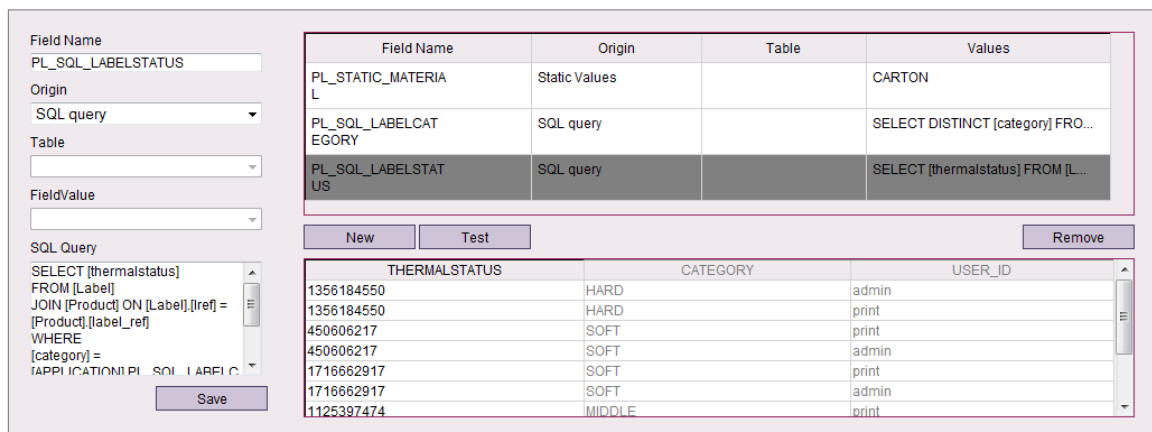 Field Name
PL_SQL_LABELSTATUS
Origin
SQL query
Table
FieldValue
SQL Query
SELECT [thermalstatus]
FROM [Label]
JOIN [Product] ON [Label].[lref] =
[Product].[label_ref]
WHERE
[category] =
[APPLICATION].PL_SQL_LABELC
Save
Field Name Origin Table Values
PL_STATIC_MATERIA Static Values CARTON
L
PL_SQL_LABELCAT SQL query SELECT DISTINCT [category] FRO...
EGORY
PL_SQL_LABELSTAT SQL query SELECT [thermalstatus] FROM [L...
US
New Test Remove
THERMALSTATUS CATEGORY USER_ID
1356184550 HARD admin
1356184550 HARD print
450606217 SOFT print
450606217 SOFT admin
1716662917 SOFT print
1716662917 SOFT admin
1125397474 MIDDLE print